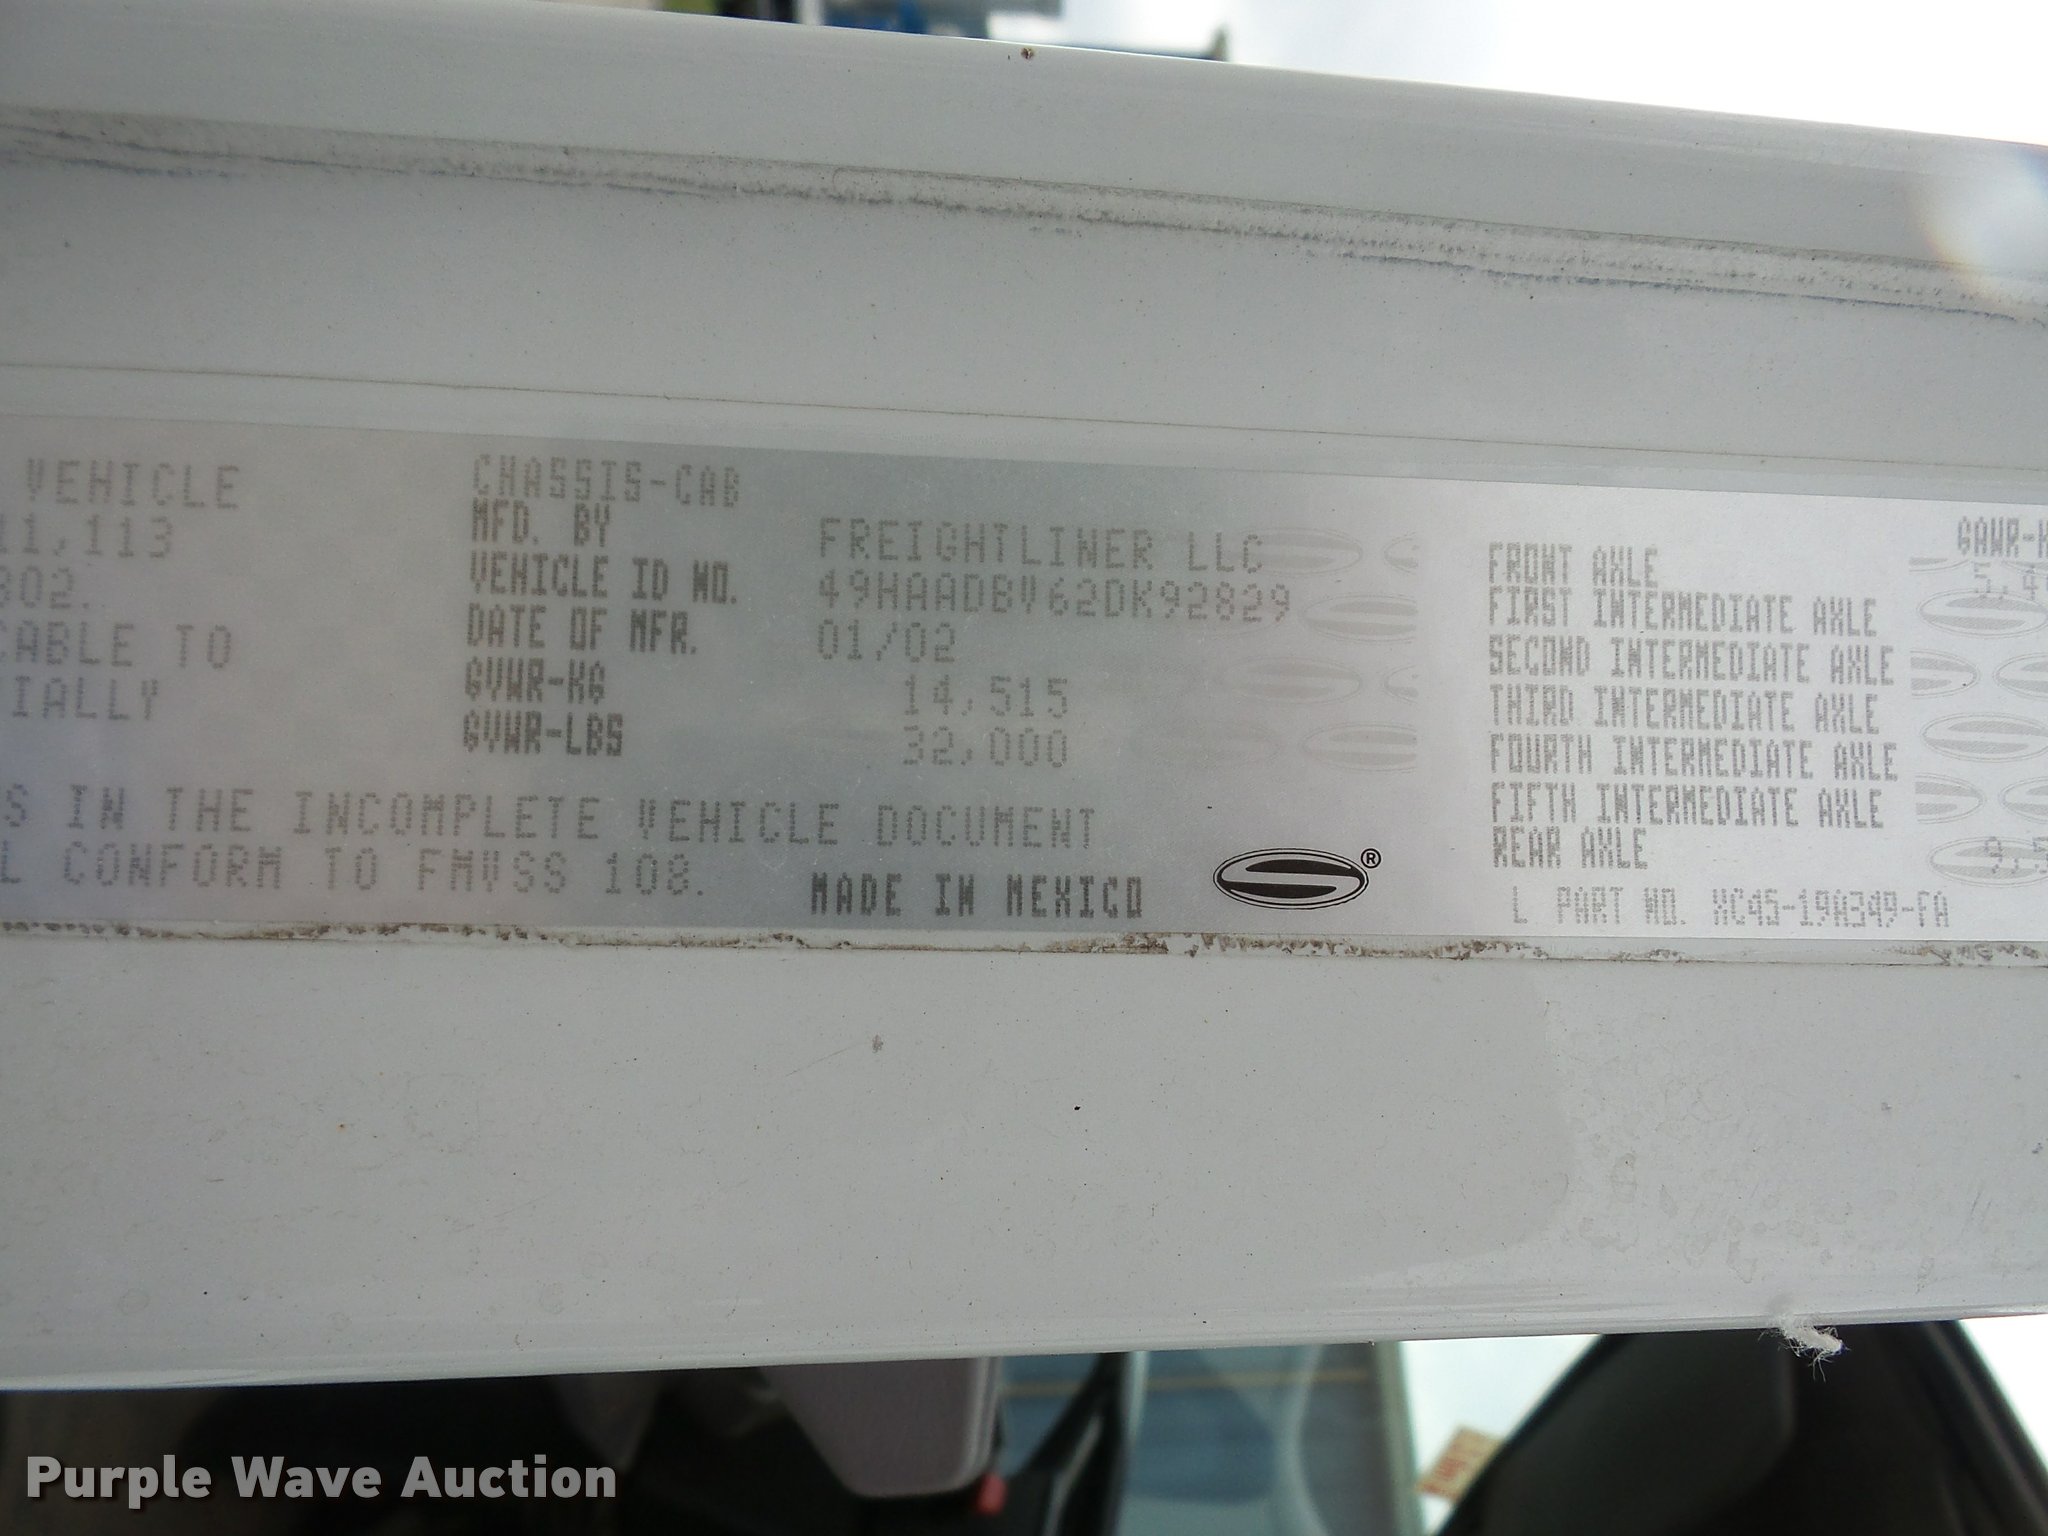 VEHICLE
11,113
302.
CABLE TO
IALLY
S IN THE INCOMPLETE VEHICLE DOCUMENT
L CONFORM TO FMVSS 108.
CHASSIS-CAB
MFD. BY FREIGHTLINER LLC
VEHICLE ID NO. 49HAADBV62DK92829
DATE OF MFR. 01/02
GVWR-KG 14,515
GVWR-LBS 32,000
MADE IN MEXICO
®
GAWR-K
FRONT AXLE
FIRST INTERMEDIATE AXLE
SECOND INTERMEDIATE AXLE
THIRD INTERMEDIATE AXLE
FOURTH INTERMEDIATE AXLE
FIFTH INTERMEDIATE AXLE
REAR AXLE
L PART NO. XC45-19A349-FA
Purple Wave Auction